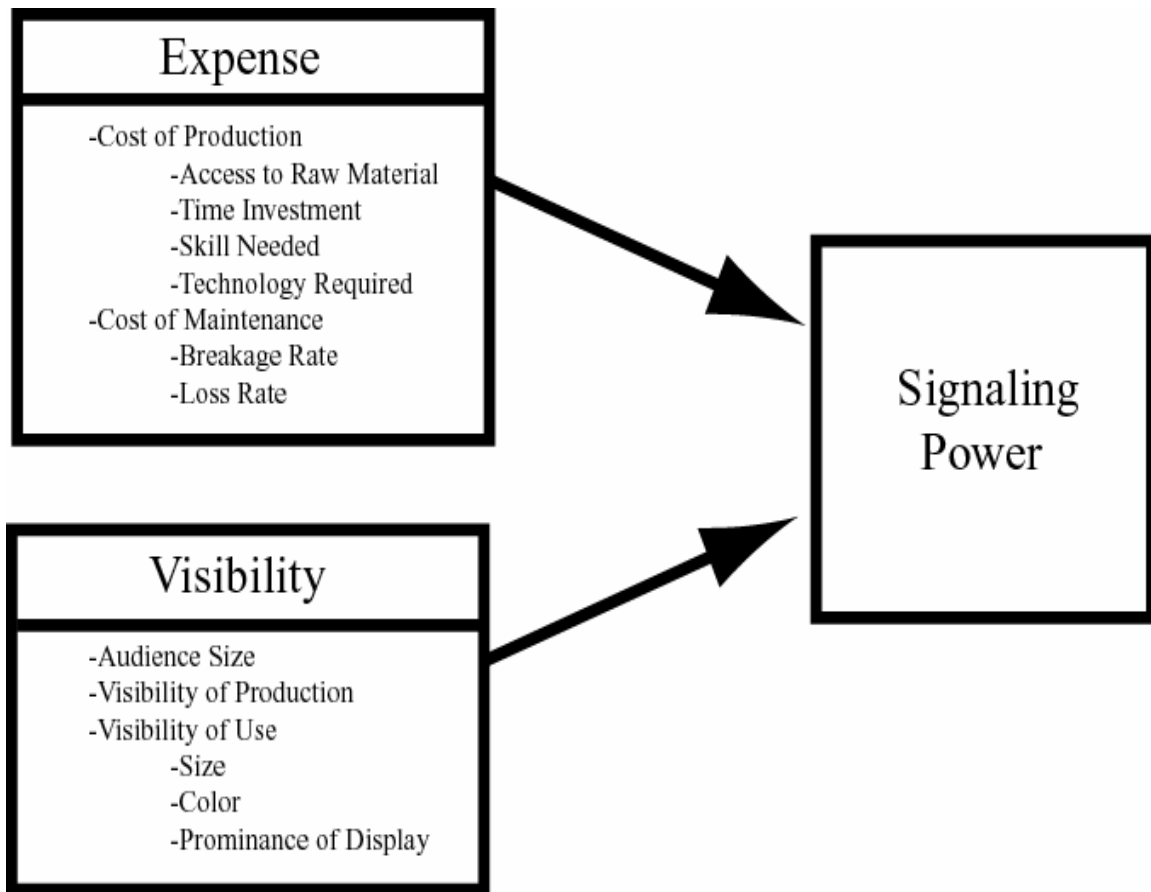 Expense
-Cost of Production
-Access to Raw Material
-Time Investment
-Skill Needed
-Technology Required
-Cost of Maintenance
-Breakage Rate
-Loss Rate
Visibility
-Audience Size
-Visibility of Production
-Visibility of Use
-Size
-Color
-Prominance of Display
Signaling
Power